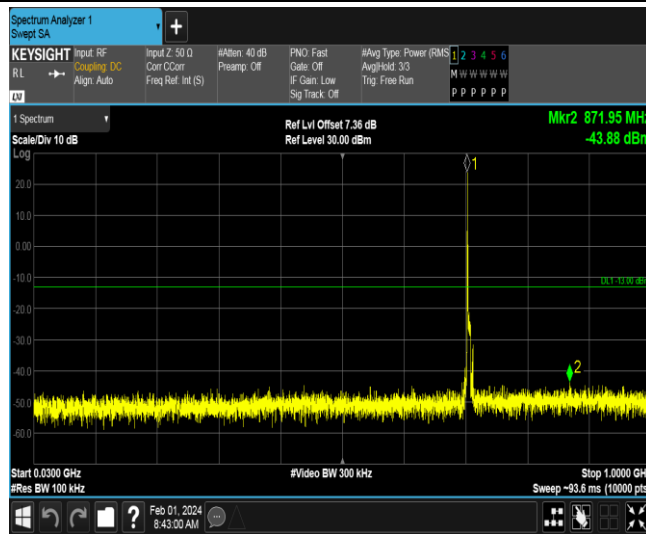 Spectrum Analyzer 1
Swept SA
KEYSIGHT Input: RF Input Z: 50 Ω #Atten: 40 dB PNO: Fast #Avg Type: Power (RMS 1 2 3 4 5 6
RL Coupling: DC Corr CCorr Preamp: Off Gate: Off Avg|Hold: 3/3 M W W W W W
Align: Auto Freq Ref: Int (S) IF Gain: Low Trig: Free Run
Sig Track: Off P P P P P P
LXI
1 Spectrum Ref Lvl Offset 7.36 dB Mkr2 871.95 MHz
Scale/Div 10 dB Ref Level 30.00 dBm -43.88 dBm
Log
1
20.0
10.0
0.00
-10.0
DL1 -13.00 dBm
-20.0
-30.0
-40.0
2
-50.0
-60.0
Start 0.0300 GHz #Video BW 300 kHz Stop 1.0000 GH
#Res BW 100 kHz Sweep ~93.6 ms (10000 pts
? Feb 01, 2024
8:43:00 AM